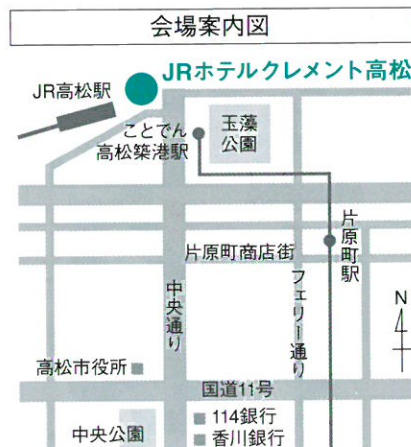 会場案内図
JRホテルクレメント高松
JR高松駅
ことでん
高松築港駅
玉藻
公園
片原町駅
片原町商店街
中央通り
フェリー通り
N
高松市役所
国道11号
114銀行
中央公園
香川銀行